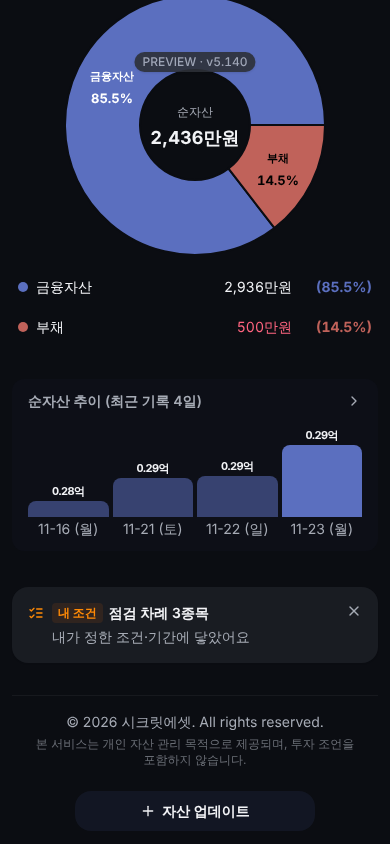 PREVIEW · v5.140
금융자산
85.5%
순자산
2,436만원
부채
14.5%
금융자산 2,936만원 (85.5%)
부채 500만원 (14.5%)
순자산 추이 (최근 기록 4일)
0.28억 0.29억 0.29억 0.29억
11-16 (월) 11-21 (토) 11-22 (일) 11-23 (월)
내 조건 점검 차례 3종목
내가 정한 조건·기간에 닿았어요
© 2026 시크릿에셋. All rights reserved.
본 서비스는 개인 자산 관리 목적으로 제공되며, 투자 조언을
포함하지 않습니다.
+ 자산 업데이트